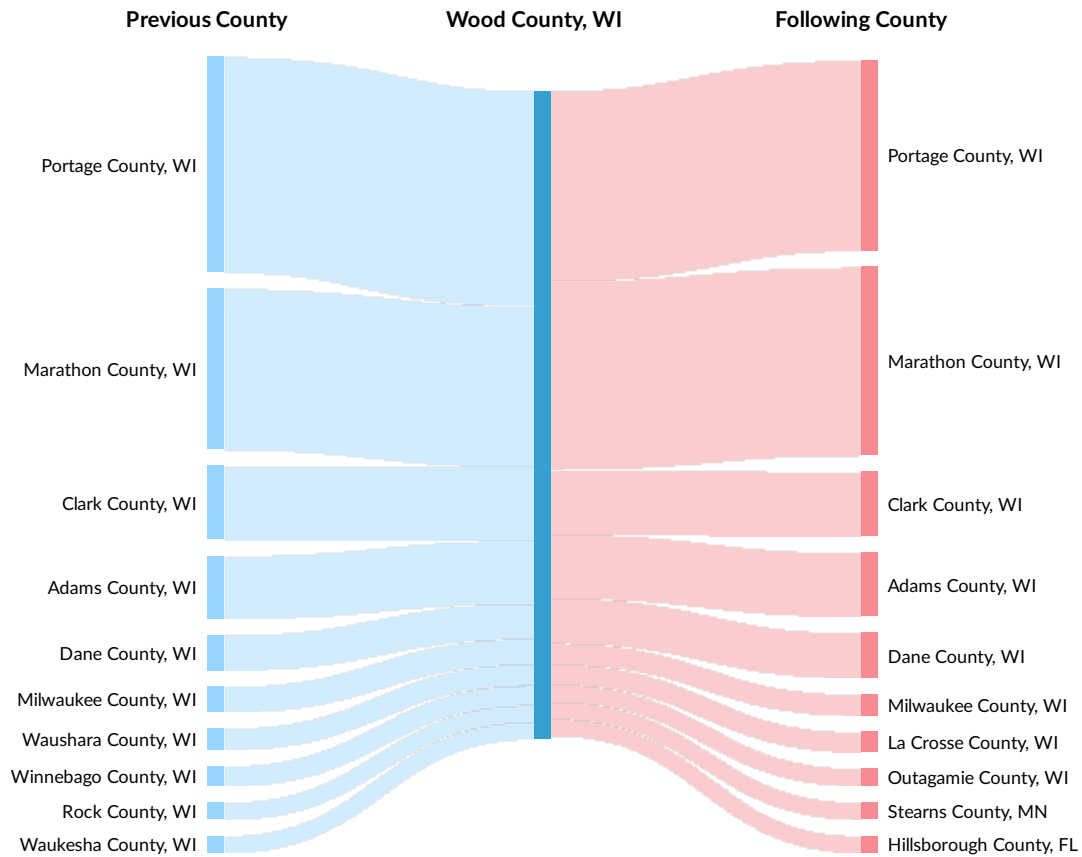 Previous County
Wood County, WI
Following County
Portage County, WI
Marathon County, WI
Clark County, WI
Adams County, WI
Dane County, WI
Milwaukee County, WI
Waushara County, WI
Winnebago County, WI
Rock County, WI
Waukesha County, WI
Portage County, WI
Marathon County, WI
Clark County, WI
Adams County, WI
Dane County, WI
Milwaukee County, WI
La Crosse County, WI
Outagamie County, WI
Stearns County, MN
Hillsborough County, FL